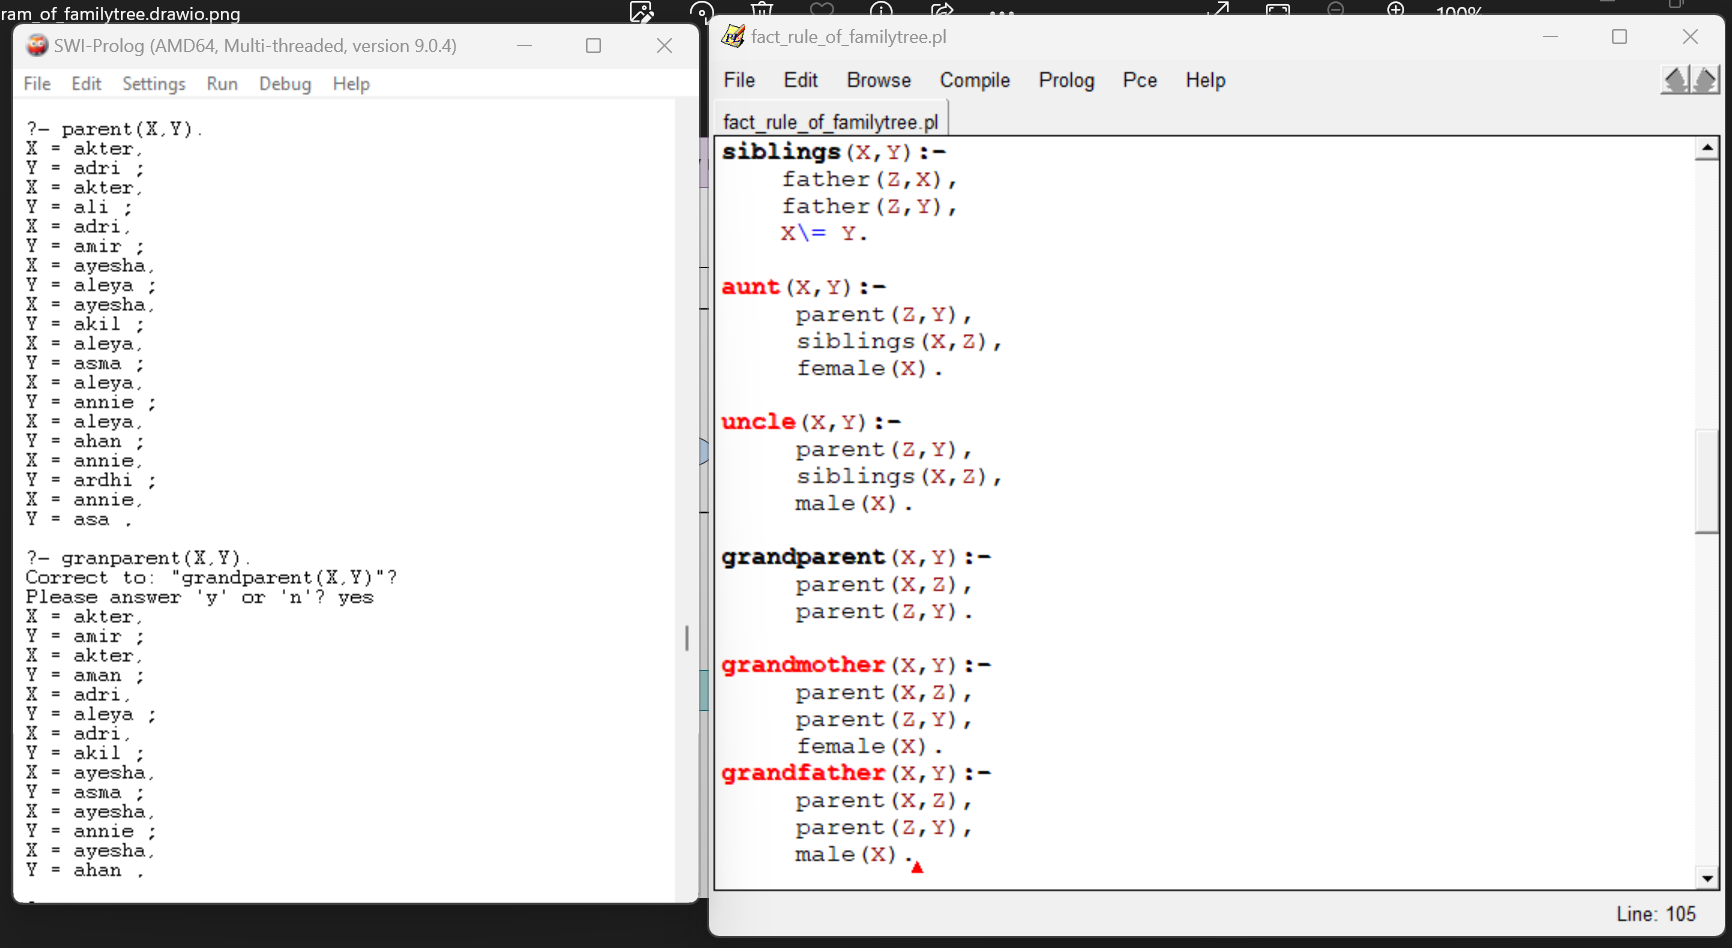 ram_of_familytree.drawio.png
100%
SWI-Prolog (AMD64, Multi-threaded, version 9.0.4)
File Edit Settings Run Debug Help
?- parent(X,Y).
X = akter,
Y = adri ;
X = akter,
Y = ali ;
X = adri,
Y = amir ;
X = ayesha,
Y = aleya ;
X = ayesha,
Y = akil ;
X = aleya,
Y = asma ;
X = aleya,
Y = annie ;
X = aleya,
Y = ahan ;
X = annie,
Y = ardhi ;
X = annie,
Y = asa .
?- granparent(X,Y).
Correct to: "grandparent(X,Y)"?
Please answer 'y' or 'n'? yes
X = akter,
Y = amir ;
X = akter,
Y = aman ;
X = adri,
Y = aleya ;
X = adri,
Y = akil ;
X = ayesha,
Y = asma ;
X = ayesha,
Y = annie ;
X = ayesha,
Y = ahan .
fact_rule_of_familytree.pl
File Edit Browse Compile Prolog Pce Help
fact_rule_of_familytree.pl
siblings(X,Y):-
father(Z,X),
father(Z,Y),
X\= Y.
aunt(X,Y):-
parent(Z,Y),
siblings(X,Z),
female(X).
uncle(X,Y):-
parent(Z,Y),
siblings(X,Z),
male(X).
grandparent(X,Y):-
parent(X,Z),
parent(Z,Y).
grandmother(X,Y):-
parent(X,Z),
parent(Z,Y),
female(X).
grandfather(X,Y):-
parent(X,Z),
parent(Z,Y),
male(X).
Line: 105